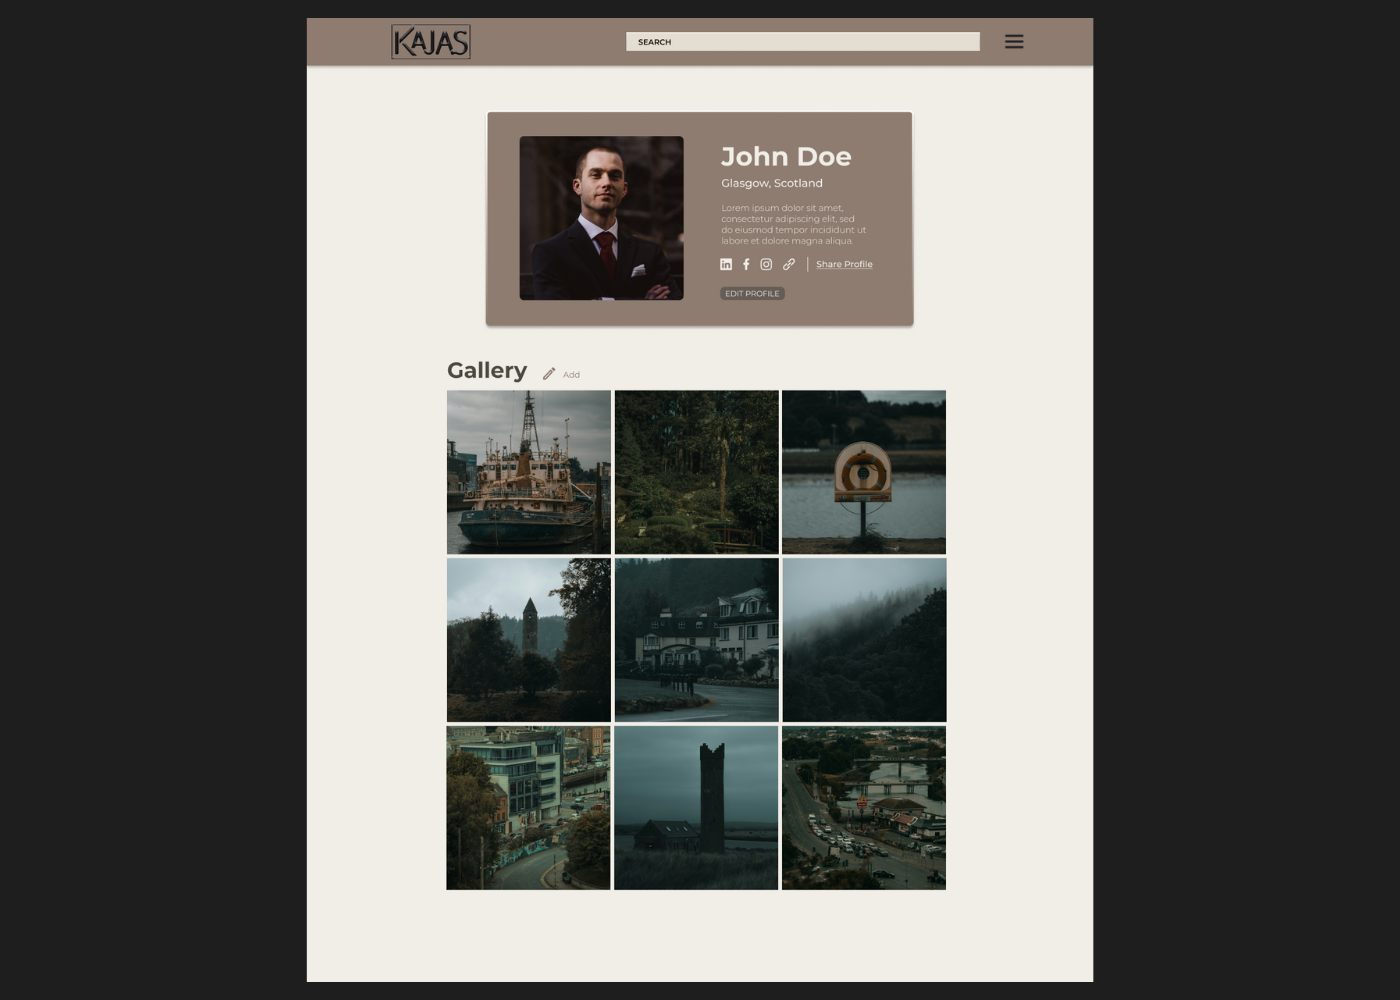 KAJAS
SEARCH
John Doe
Glasgow, Scotland
Lorem ipsum dolor sit amet,
consectetur adipiscing elit, sed
do eiusmod tempor incididunt ut
labore et dolore magna aliqua.
Share Profile
EDIT PROFILE
Gallery
Add